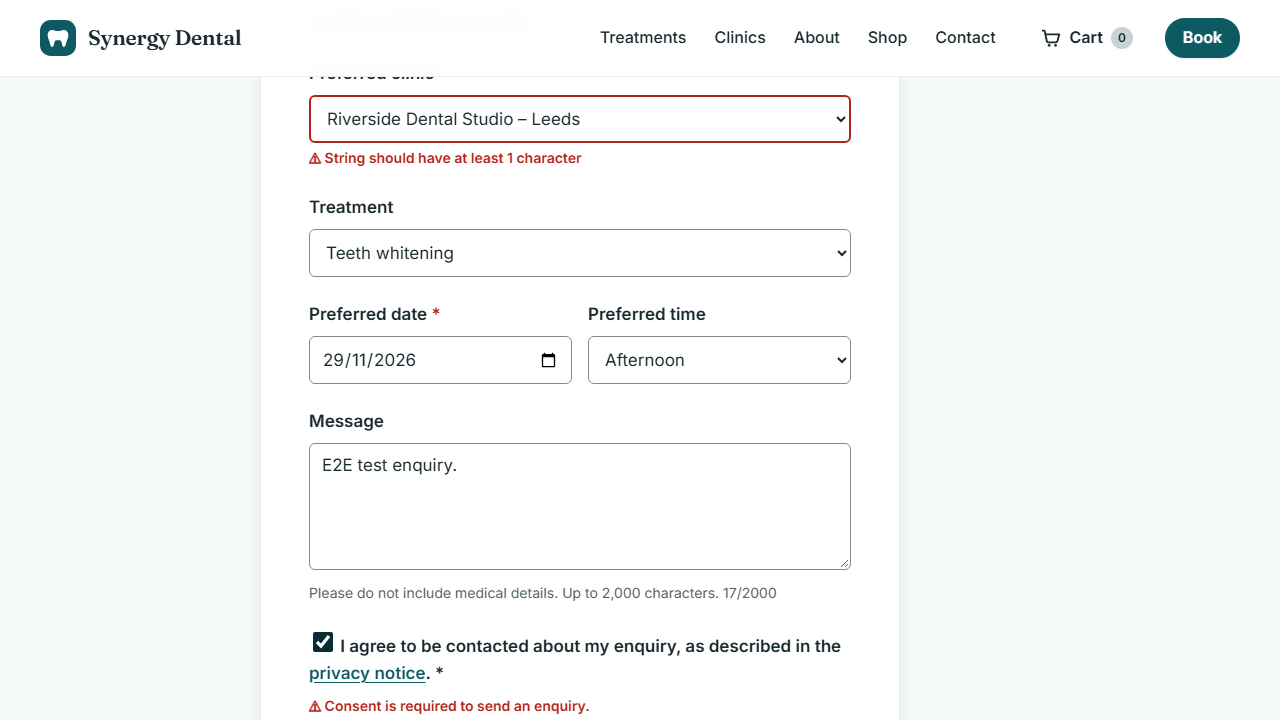 Synergy Dental
Treatments
Clinics
About
Shop
Contact
Cart 0
Book
Preferred clinic
Riverside Dental Studio – Leeds
⚠ String should have at least 1 character
Treatment
Teeth whitening
Preferred date *
Preferred time
29/11/2026
Afternoon
Message
E2E test enquiry.
Please do not include medical details. Up to 2,000 characters. 17/2000
I agree to be contacted about my enquiry, as described in the
privacy notice. *
⚠ Consent is required to send an enquiry.